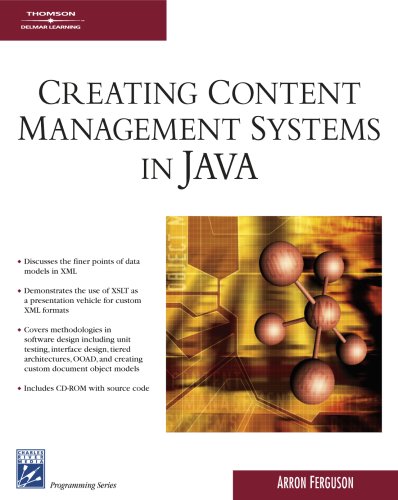 THOMSON
DELMAR LEARNING
CREATING CONTENT
MANAGEMENT SYSTEMS
IN JAVA
OBJECT M
♦ Discusses the finer points of data
models in XML
♦ Demonstrates the use of XSLT as
a presentation vehicle for custom
XML formats
♦ Covers methodologies in
software design including unit
testing, interface design, tiered
architectures, OOAD, and creating
custom document object models
♦ Includes CD-ROM with source code
CHARLES
RIVER
MEDIA
Programming Series
ARRON FERGUSON